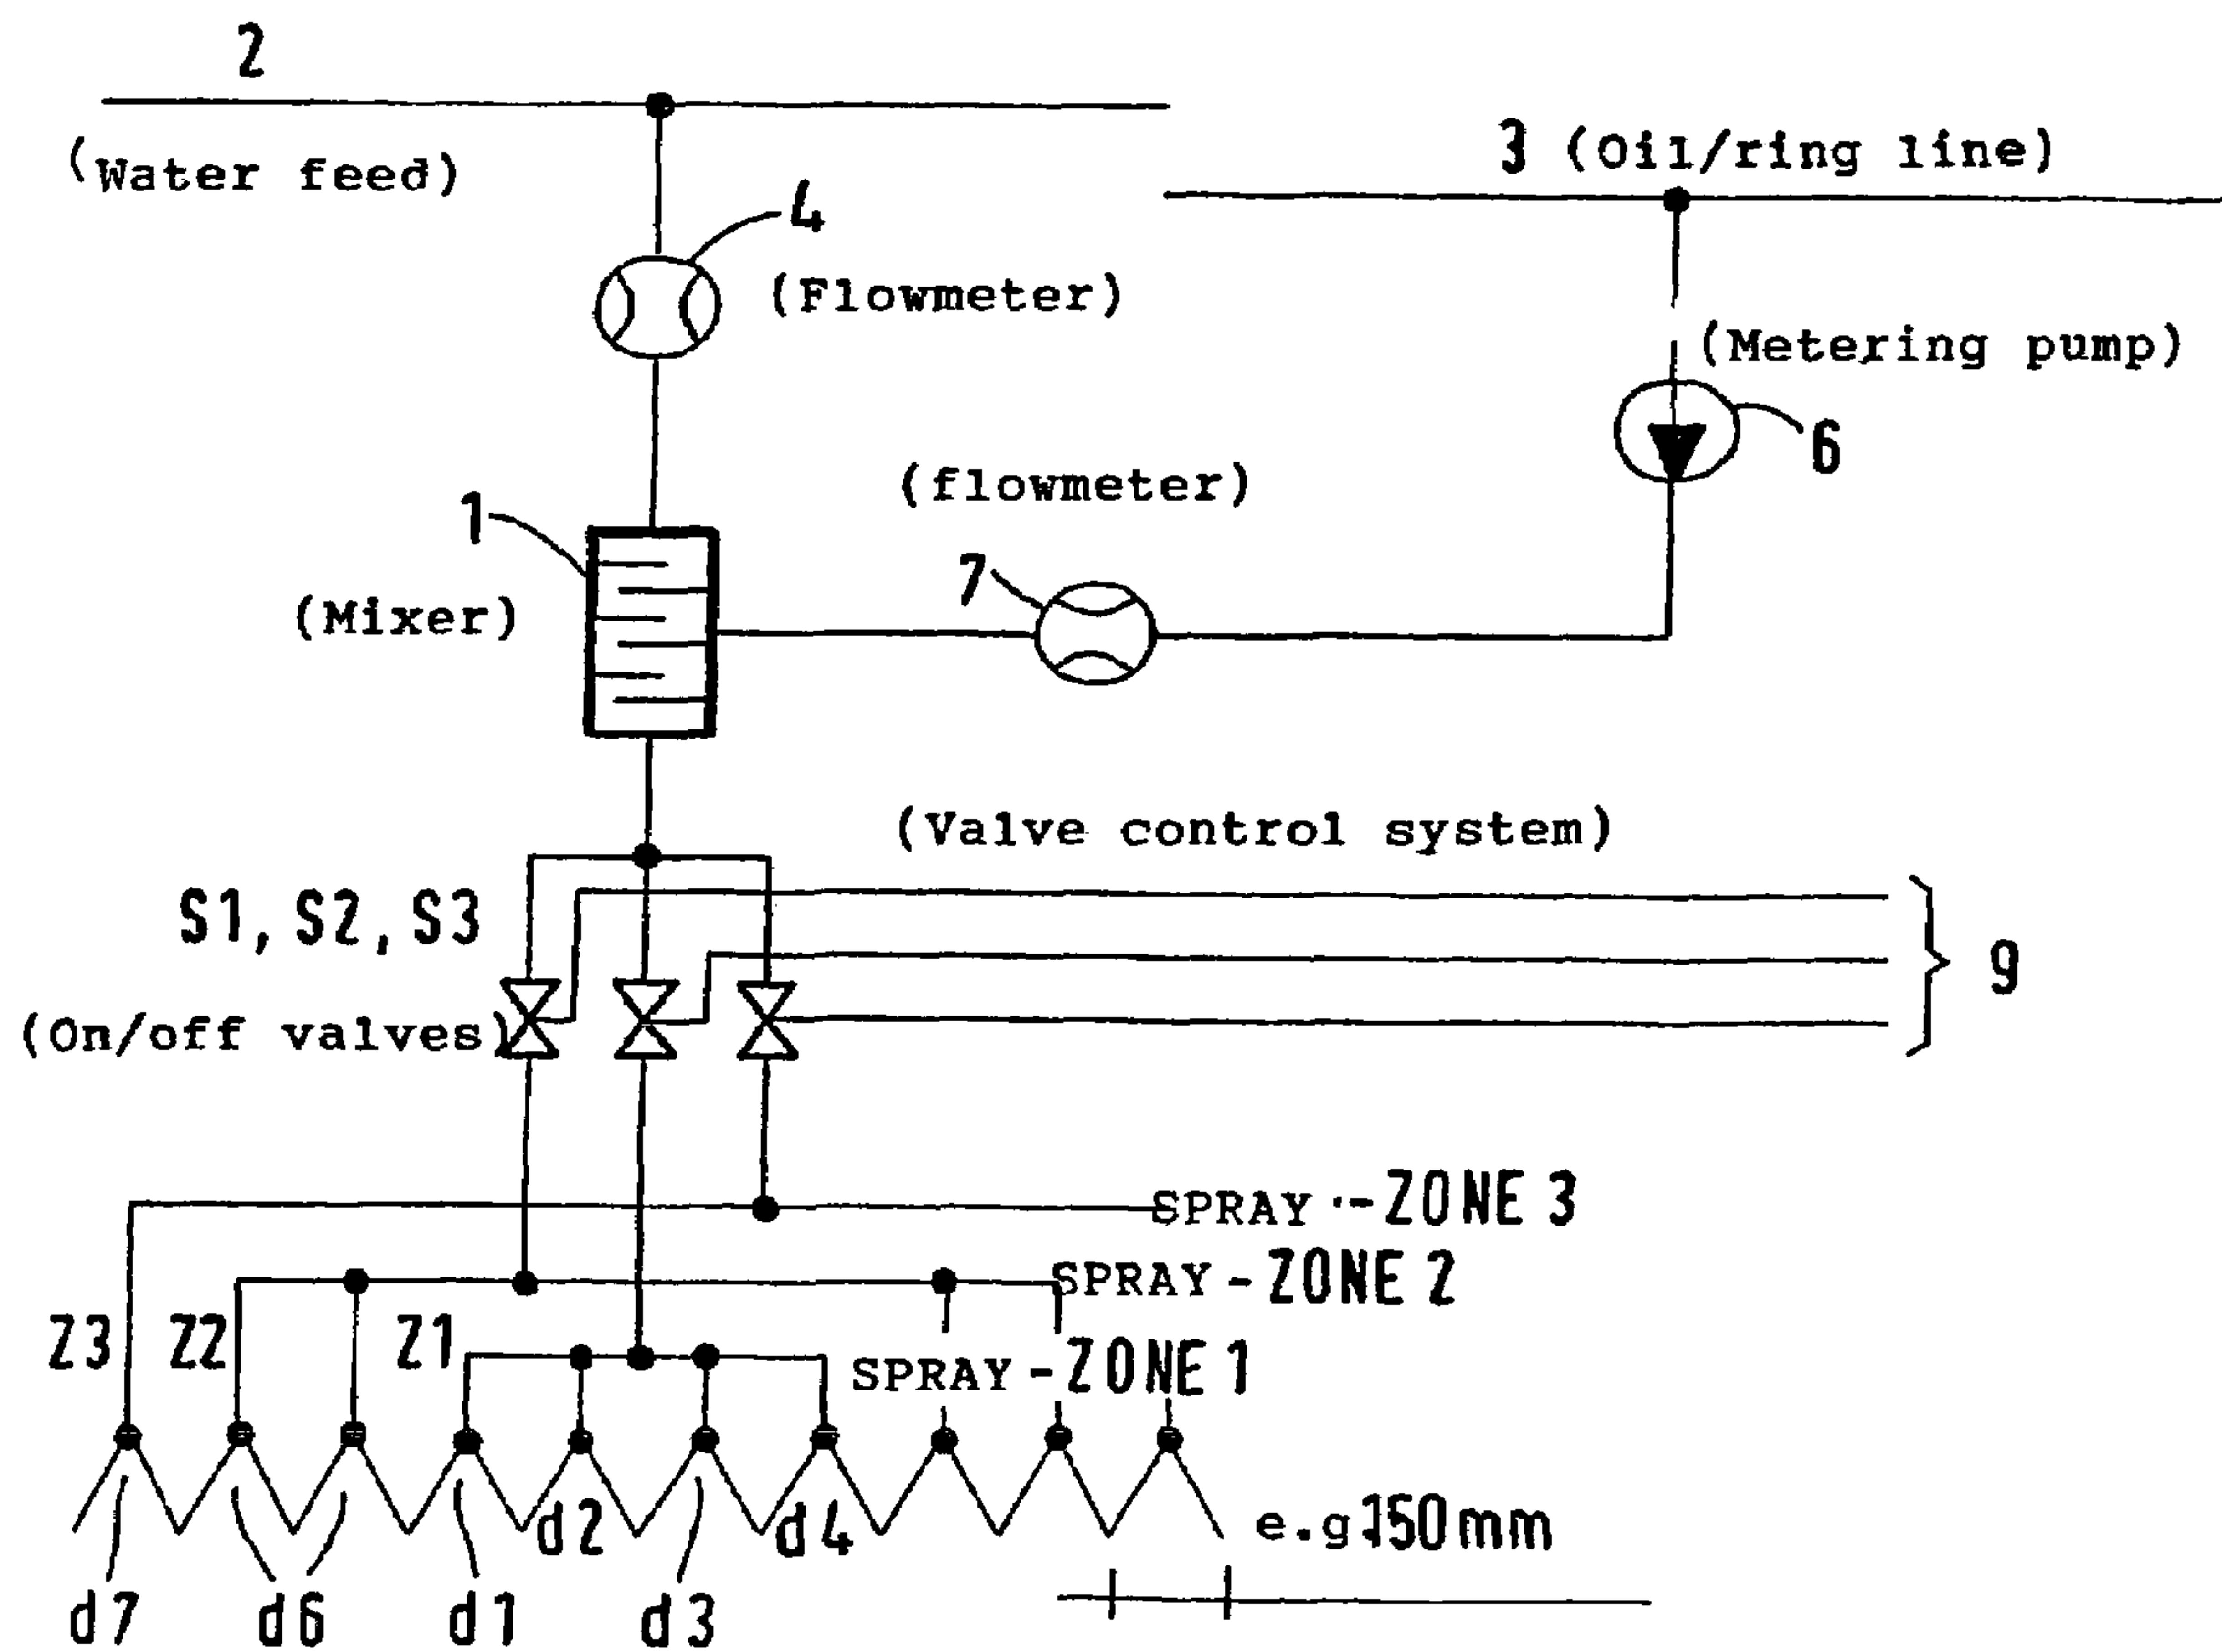 2
(Water feed)
3 (Oil/ring line)
4
(Flowmeter)
(Metering pump)
6
(flowmeter)
1
7
(Mixer)
(Valve control system)
S1, S2, S3
9
(On/off valves)
SPRAY -ZONE 3
SPRAY - ZONE 2
Z3 Z2 Z1
SPRAY - ZONE 1
d2 d4 e.g.150mm
d7 d6 d1 d3